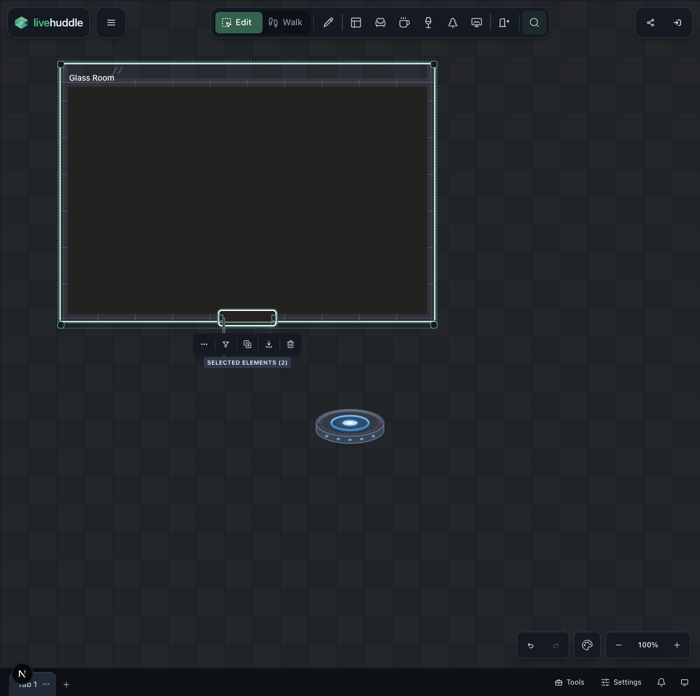 livehuddle
Edit
Walk
Glass Room
SELECTED ELEMENTS (2)
100%
N
Tab 1
Tools
Settings